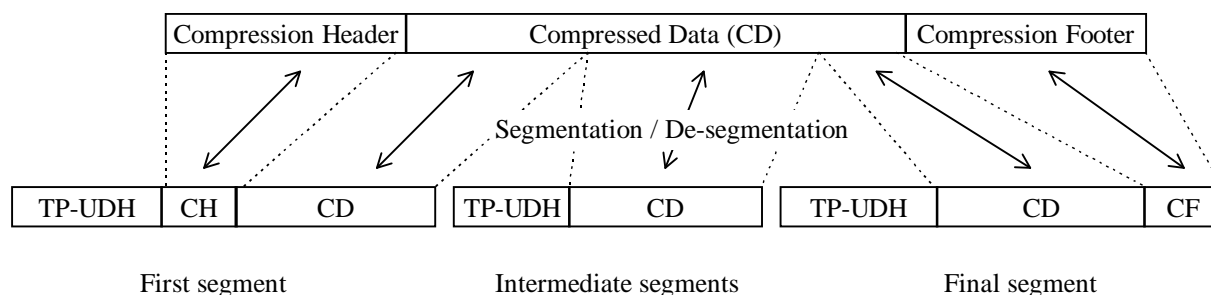 Compression Header Compressed Data (CD) Compression Footer
Segmentation / De-segmentation
TP-UDH CH CD TP-UDH CD TP-UDH CD CF
First segment Intermediate segments Final segment